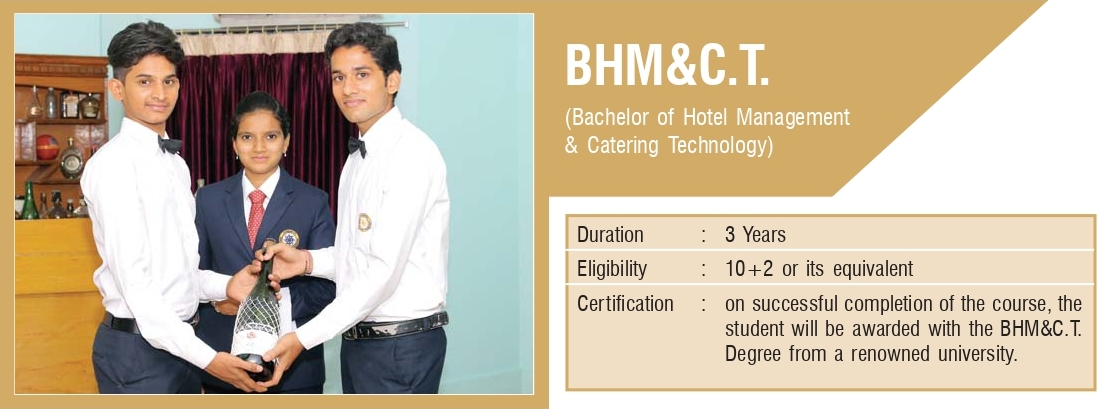 BHM&C.T.
(Bachelor of Hotel Management
& Catering Technology)
Duration : 3 Years
Eligibility : 10+2 or its equivalent
Certification : on successful completion of the course, the
student will be awarded with the BHM&C.T.
Degree from a renowned university.